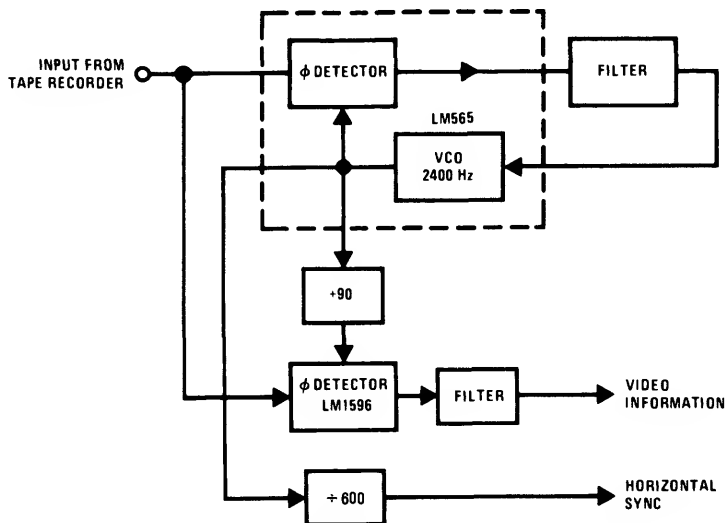 INPUT FROM
TAPE RECORDER
ϕ DETECTOR
FILTER
LM565
VCO
2400 Hz
+90
ϕ DETECTOR
LM1596
FILTER
VIDEO
INFORMATION
÷600
HORIZONTAL
SYNC